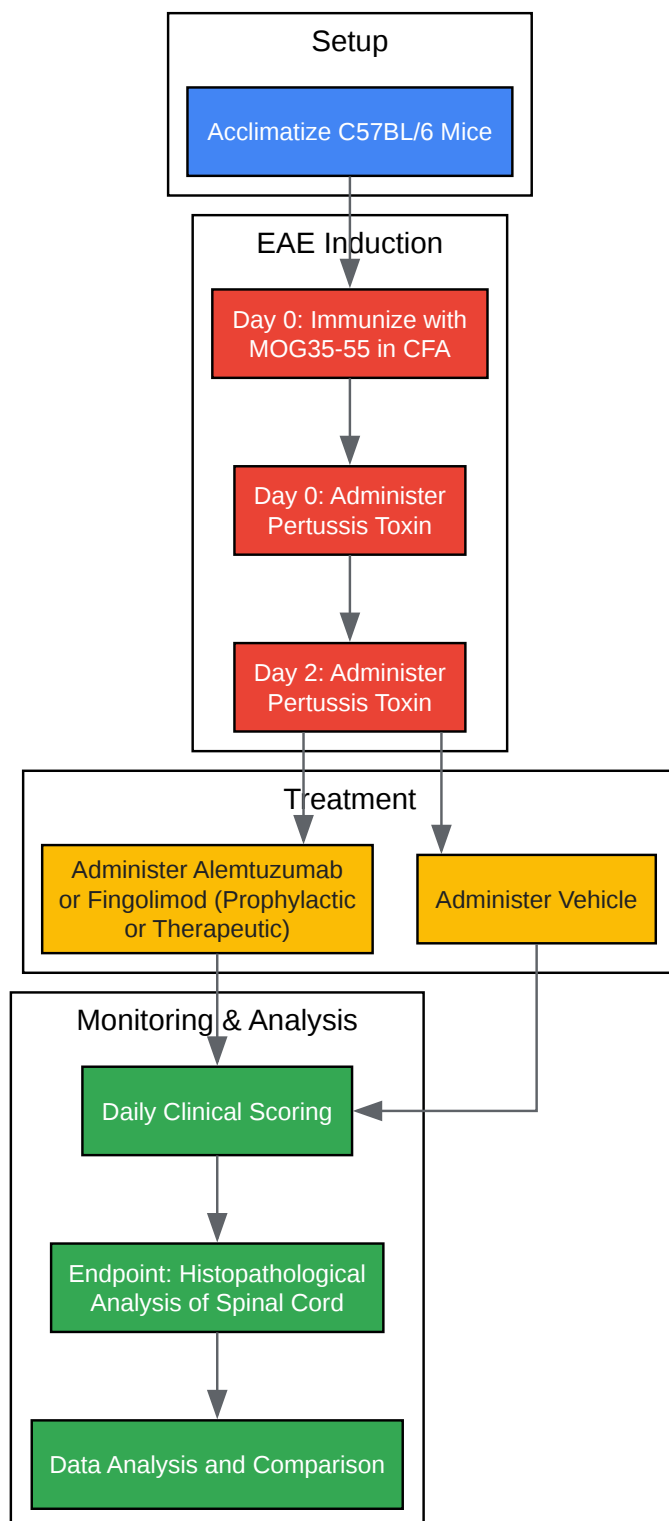 Setup
Acclimatize C57BL/6 Mice
EAE Induction
Day 0: Immunize with
MOG35-55 in CFA
Day 0: Administer
Pertussis Toxin
Day 2: Administer
Pertussis Toxin
Treatment
Administer Alemtuzumab
or Fingolimod (Prophylactic
or Therapeutic)
Administer Vehicle
Monitoring & Analysis
Daily Clinical Scoring
Endpoint: Histopathological
Analysis of Spinal Cord
Data Analysis and Comparison